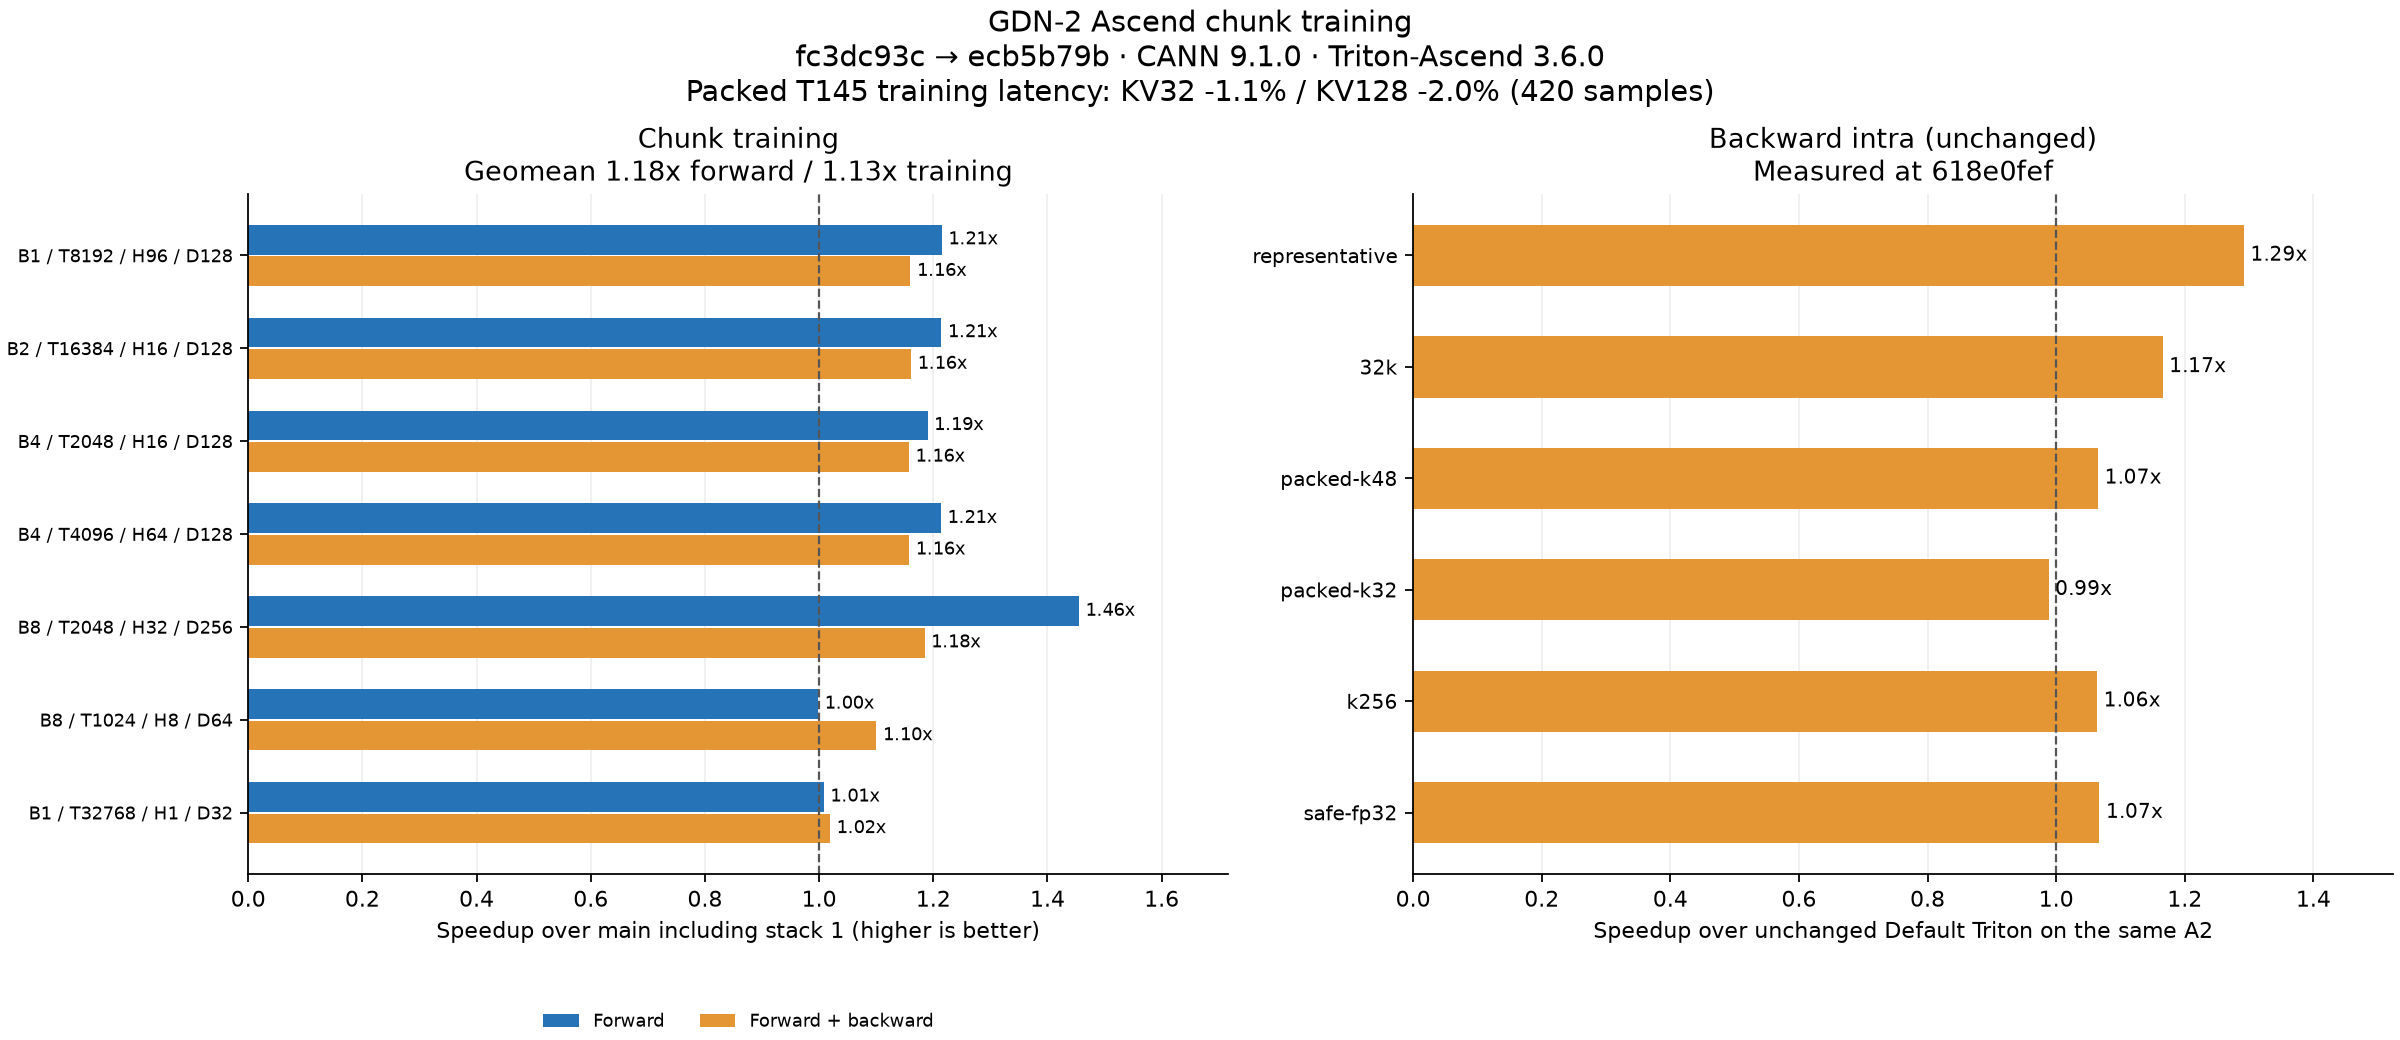 GDN-2 Ascend chunk training
fc3dc93c → ecb5b79b · CANN 9.1.0 · Triton-Ascend 3.6.0
Packed T145 training latency: KV32 -1.1% / KV128 -2.0% (420 samples)
Chunk training
Geomean 1.18x forward / 1.13x training
B1 / T8192 / H96 / D128
1.21x
1.16x
B2 / T16384 / H16 / D128
1.21x
1.16x
B4 / T2048 / H16 / D128
1.19x
1.16x
B4 / T4096 / H64 / D128
1.21x
1.16x
B8 / T2048 / H32 / D256
1.46x
1.18x
B8 / T1024 / H8 / D64
1.00x
1.10x
B1 / T32768 / H1 / D32
1.01x
1.02x
0.0 0.2 0.4 0.6 0.8 1.0 1.2 1.4 1.6
Speedup over main including stack 1 (higher is better)
Forward
Forward + backward
Backward intra (unchanged)
Measured at 618e0fef
representative
1.29x
32k
1.17x
packed-k48
1.07x
packed-k32
0.99x
k256
1.06x
safe-fp32
1.07x
0.0 0.2 0.4 0.6 0.8 1.0 1.2 1.4
Speedup over unchanged Default Triton on the same A2